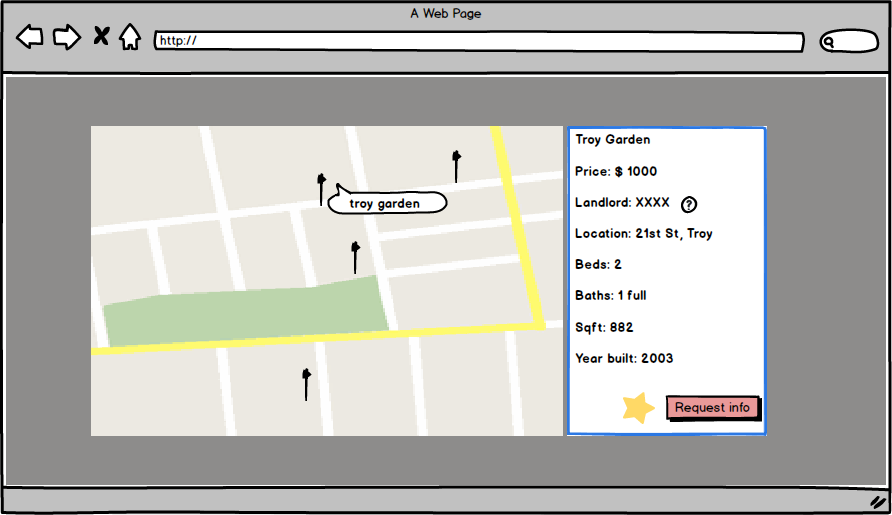 A Web Page
http://
troy garden
Troy Garden
Price: $ 1000
Landlord: XXXX ?
Location: 21st St, Troy
Beds: 2
Baths: 1 full
Sqft: 882
Year built: 2003
Request info